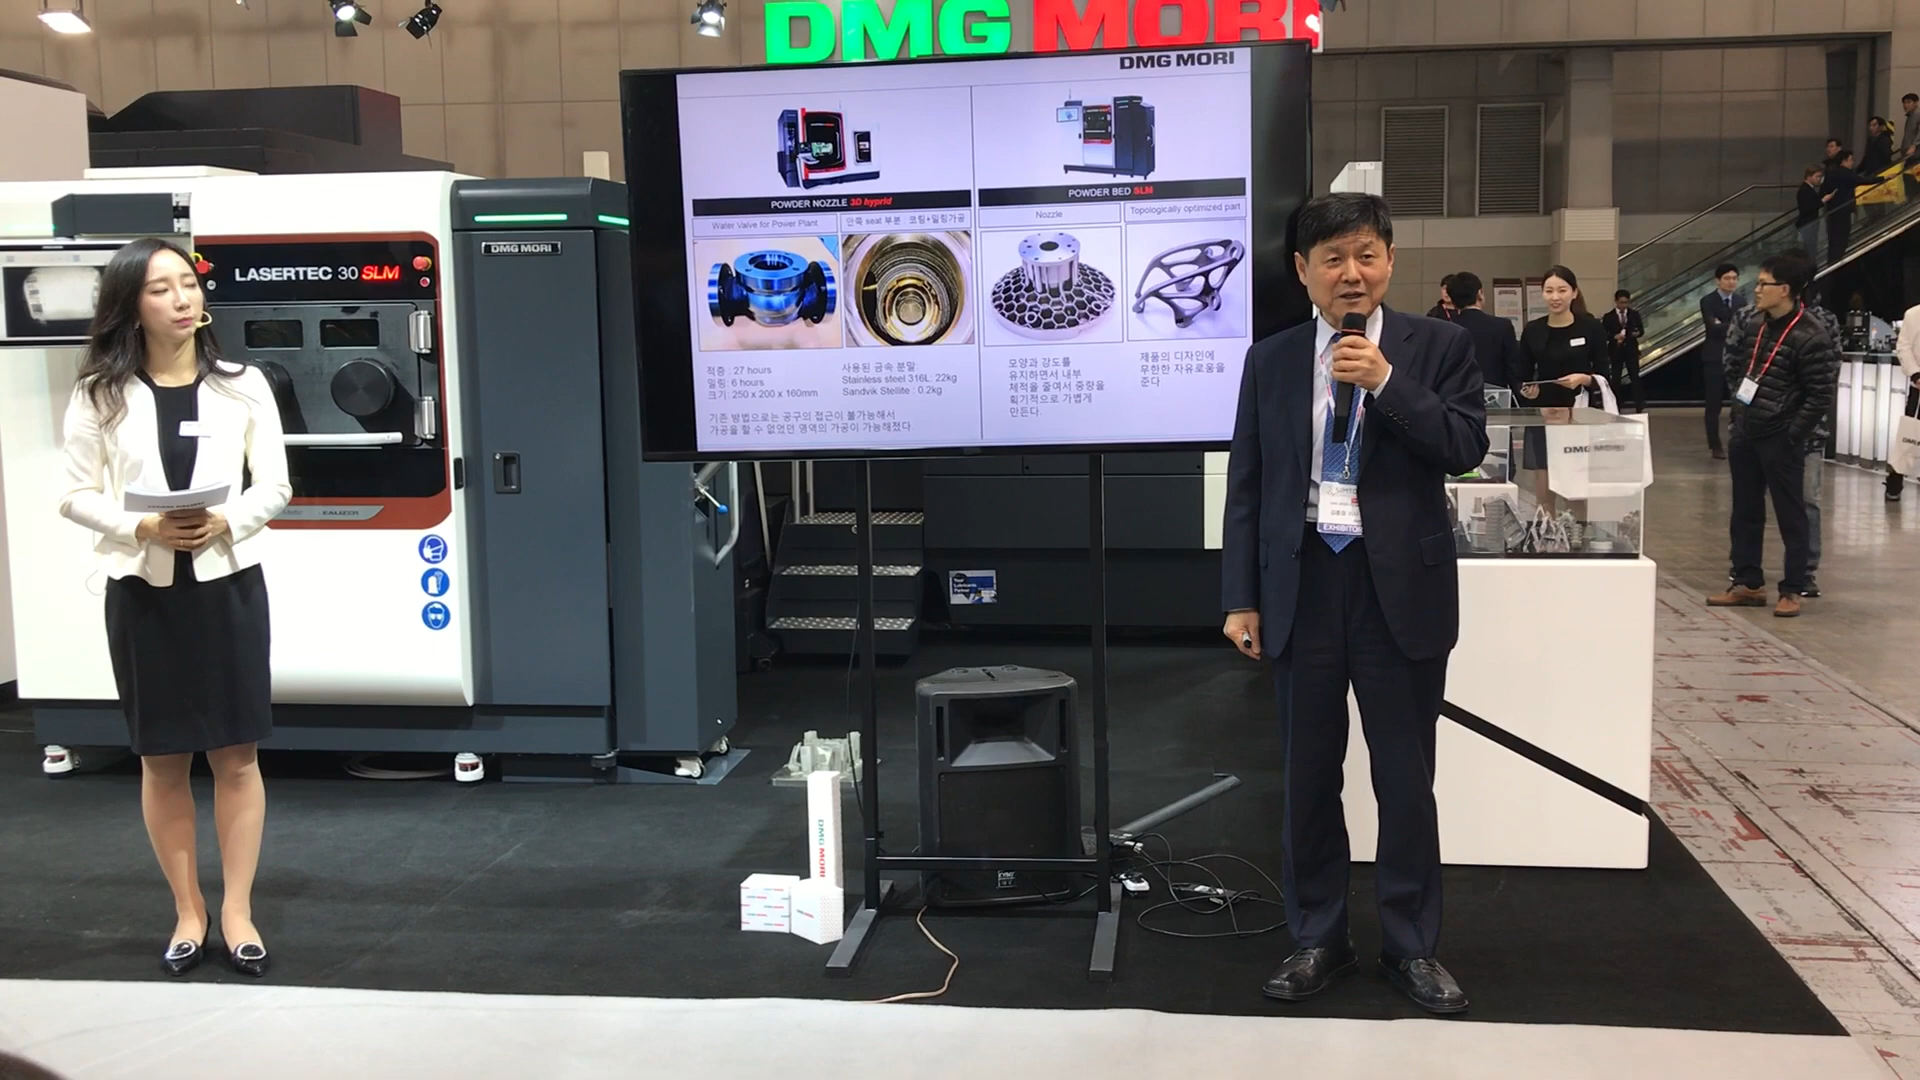 DMG MORI
DMG MORI
POWDER NOZZLE 3D hyprid
Water Valve for Power Plant
안쪽 seat 부분 : 코팅+밀링가공
적층 : 27 hours
밀링 : 6 hours
크기 : 250 x 200 x 160mm
사용된 금속 분말:
Stainless steel 316L: 22kg
Sandvik Stellite : 0.2kg
기존 방법으로는 공구의 접근이 불가능해서
가공을 할 수 없었던 영역의 가공이 가능해졌다
POWDER BED SLM
Nozzle
Topologically optimized part
모양과 강도를
유지하면서 내부
체적을 줄여서 중량을
획기적으로 가볍게
만든다.
제품의 디자인에
무한한 자유로움을
준다
DMG MORI
LASERTEC 30 SLM
Your
Lubricants
Partner
EXHIBITOR
DMG MORI
DMG MORI